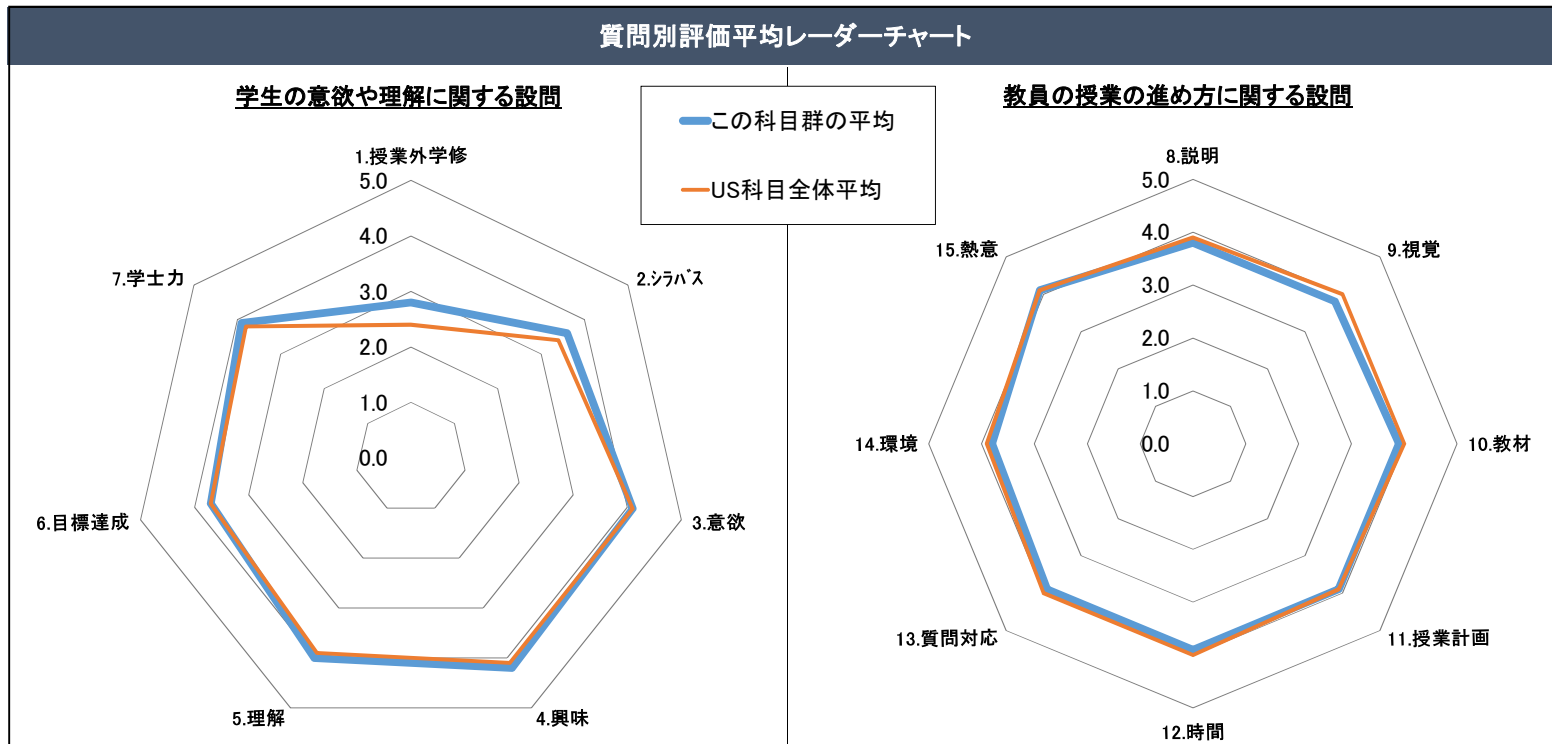 質問別評価平均レーダーチャート
学生の意欲や理解に関する設問
この科目群の平均
US科目全体平均
教員の授業の進め方に関する設問
1.授業外学修
5.0
4.0
3.0
2.0
1.0
0.0
2.シラバス
3.意欲
4.興味
5.理解
6.目標達成
7.学士力
8.説明
5.0
4.0
3.0
2.0
1.0
0.0
9.視覚
10.教材
11.授業計画
12.時間
13.質問対応
14.環境
15.熱意